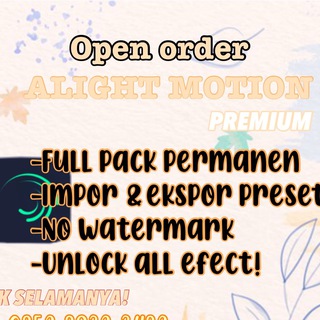 Open order
ALIGHT MOTION
PREMIUM
-FULL PACK PERMANEN
-IMPOR & EKSPOR PRESET
-NO WATERMARK
-UNLOCK ALL EFECT!
K SELAMANYA!